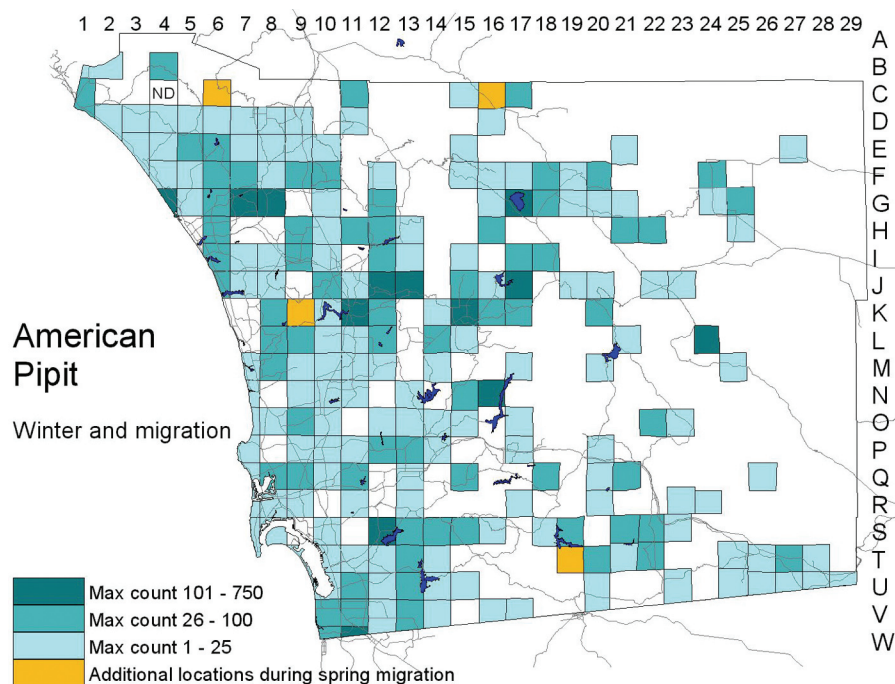 1 2 3 4 5 6 7 8 9 10 11 12 13 14 15 16 17 18 19 20 21 22 23 24 25 26 27 28 29
A
B
C
ND
D
E
F
G
H
I
J
K
L
M
N
O
P
Q
R
S
T
U
V
W
American
Pipit
Winter and migration
Max count 101 - 750
Max count 26 - 100
Max count 1 - 25
Additional locations during spring migration